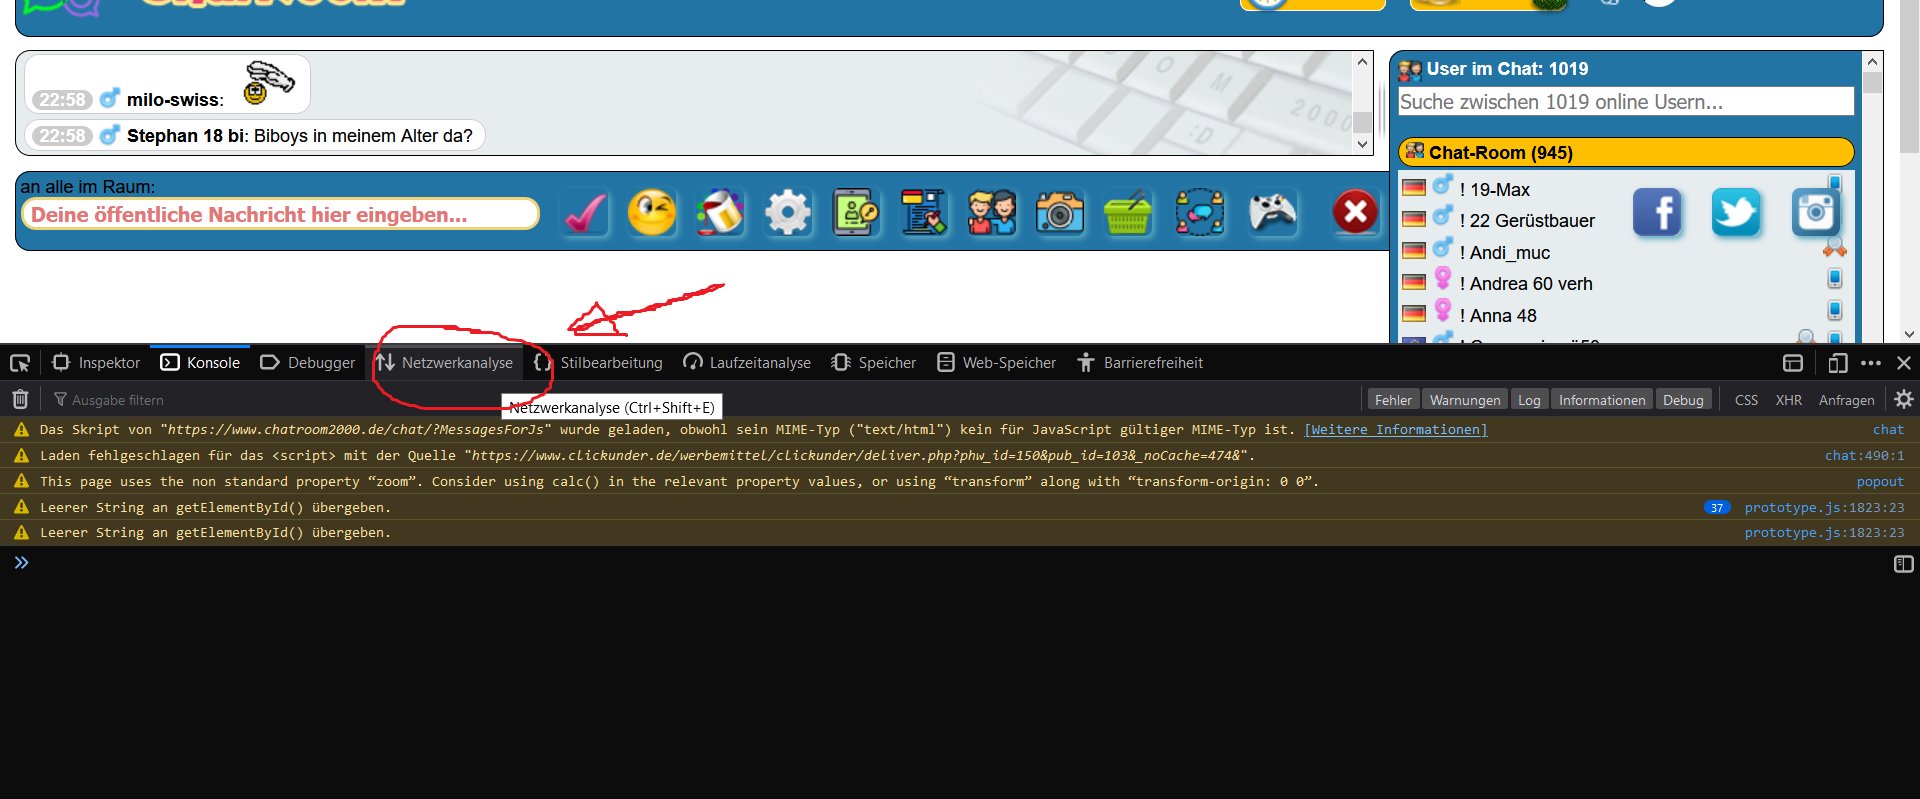 22:58 milo-swiss:
22:58 Stephan 18 bi: Biboys in meinem Alter da?
OM
2000
:D
User im Chat: 1019
Suche zwischen 1019 online Usern...
Chat-Room (945)
! 19-Max
! 22 Gerüstbauer
! Andi_muc
! Andrea 60 verh
! Anna 48
an alle im Raum:
Deine öffentliche Nachricht hier eingeben...
Inspektor Konsole Debugger Netzwerkanalyse {} Stilbearbeitung Laufzeitanalyse Speicher Web-Speicher Barrierefreiheit
Ausgabe filtern
Netzwerkanalyse (Ctrl+Shift+E)
Fehler Warnungen Log Informationen Debug CSS XHR Anfragen
Das Skript von "https://www.chatroom2000.de/chat/?MessagesForJs" wurde geladen, obwohl sein MIME-Typ ("text/html") kein für JavaScript gültiger MIME-Typ ist. [Weitere Informationen] chat
Laden fehlgeschlagen für das <script> mit der Quelle "https://www.clickunder.de/werbemittel/clickunder/deliver.php?phw_id=150&pub_id=103&_noCache=474&". chat:490:1
This page uses the non standard property “zoom”. Consider using calc() in the relevant property values, or using “transform” along with “transform-origin: 0 0”. popout
Leerer String an getElementById() übergeben. 37 prototype.js:1823:23
Leerer String an getElementById() übergeben. prototype.js:1823:23